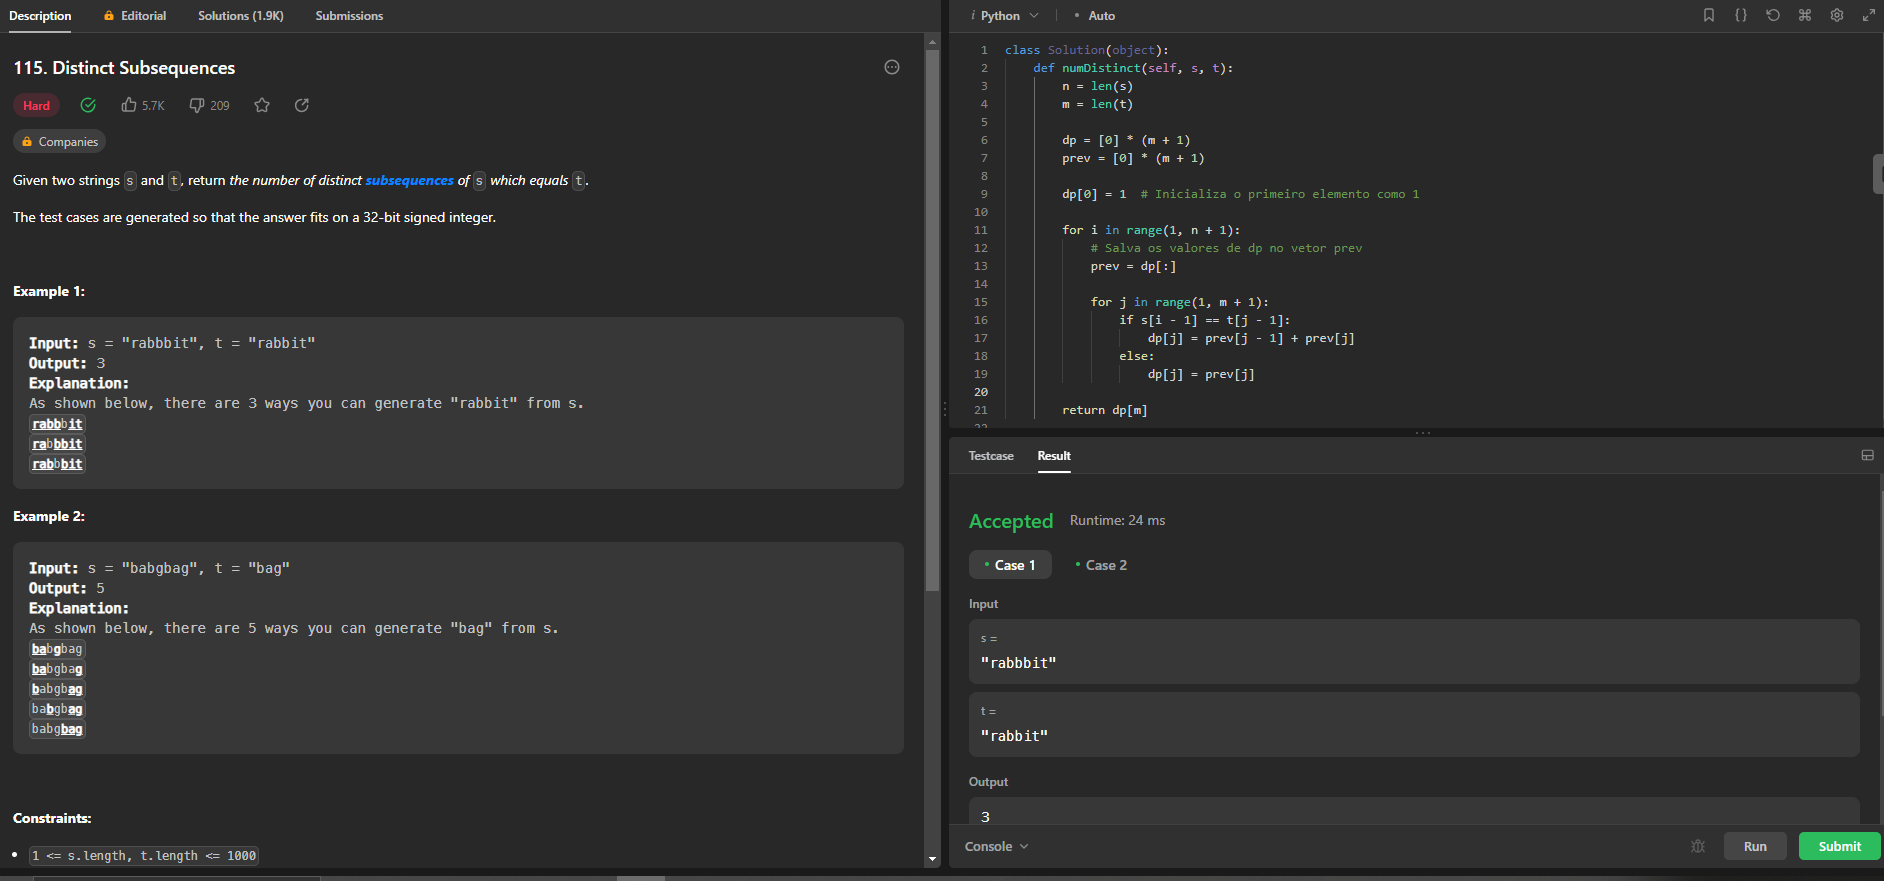 Description
Editorial
Solutions (1.9K)
Submissions
115. Distinct Subsequences
Hard
5.7K
209
Companies
Given two strings s and t, return the number of distinct subsequences of s which equals t.
The test cases are generated so that the answer fits on a 32-bit signed integer.
Example 1:
Input: s = "rabbbit", t = "rabbit"
Output: 3
Explanation:
As shown below, there are 3 ways you can generate "rabbit" from s.
rabbbit
rabbbit
rabbbit
Example 2:
Input: s = "babgbag", t = "bag"
Output: 5
Explanation:
As shown below, there are 5 ways you can generate "bag" from s.
babgbag
babgbag
babgbag
babgbag
babgbag
Constraints:
• 1 <= s.length, t.length <= 1000
i Python
• Auto
1 class Solution(object):
2     def numDistinct(self, s, t):
3         n = len(s)
4         m = len(t)
5
6         dp = [0] * (m + 1)
7         prev = [0] * (m + 1)
8
9         dp[0] = 1  # Inicializa o primeiro elemento como 1
10
11         for i in range(1, n + 1):
12             # Salva os valores de dp no vetor prev
13             prev = dp[:]
14
15             for j in range(1, m + 1):
16                 if s[i - 1] == t[j - 1]:
17                     dp[j] = prev[j - 1] + prev[j]
18                 else:
19                     dp[j] = prev[j]
20
21         return dp[m]
22
Testcase
Result
Accepted
Runtime: 24 ms
• Case 1
• Case 2
Input
s =
"rabbbit"
t =
"rabbit"
Output
3
Console
Run
Submit